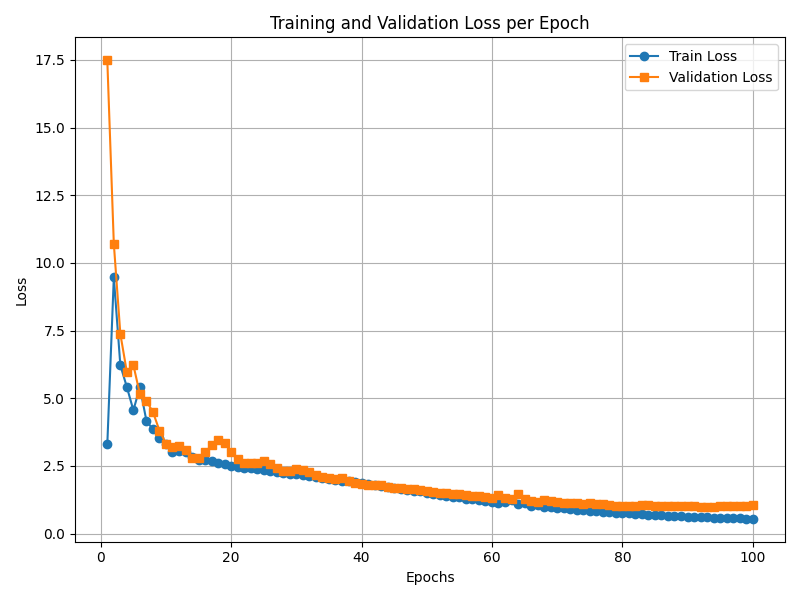 Training and Validation Loss per Epoch
Train Loss
Validation Loss
17.5
15.0
12.5
10.0
7.5
5.0
2.5
0.0
Loss
0 20 40 60 80 100
Epochs